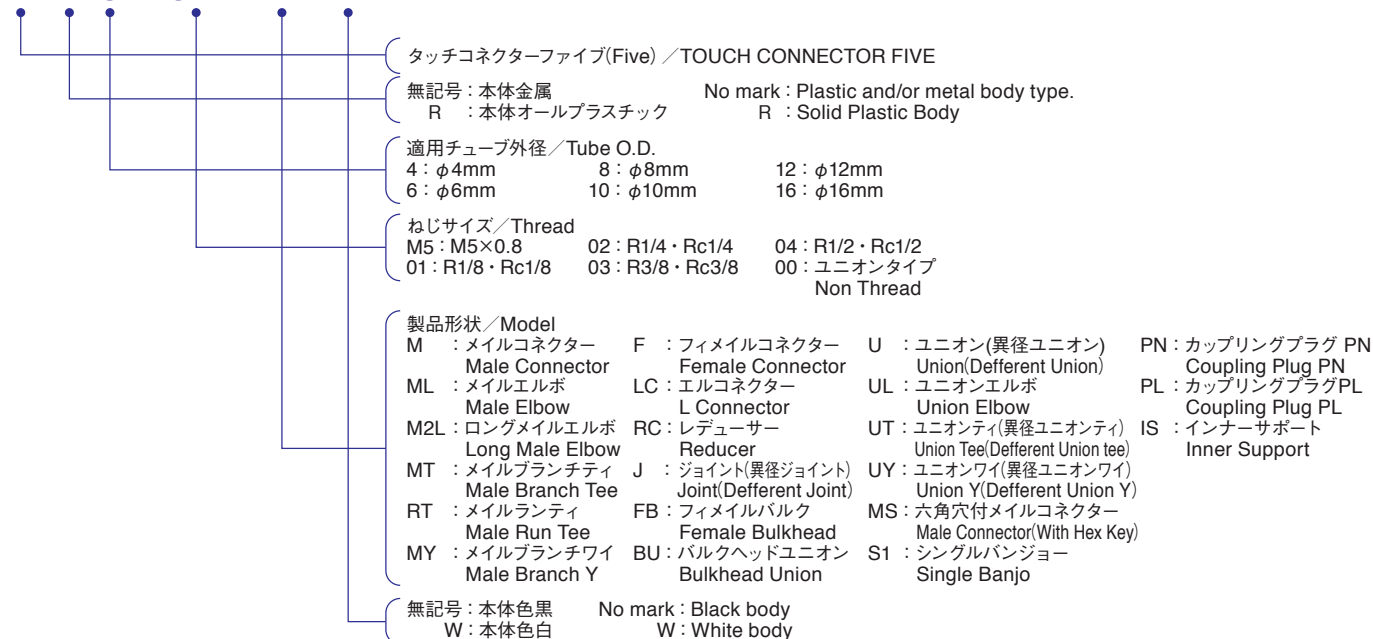 タッチコネクターファイブ(Five)／TOUCH CONNECTOR FIVE
無記号：本体金属 No mark：Plastic and/or metal body type.
R ：本体オールプラスチック R ：Solid Plastic Body
適用チューブ外径／Tube O.D.
4：φ4mm 8：φ8mm 12：φ12mm
6：φ6mm 10：φ10mm 16：φ16mm
ねじサイズ／Thread
M5：M5×0.8 02：R1/4・Rc1/4 04：R1/2・Rc1/2
01：R1/8・Rc1/8 03：R3/8・Rc3/8 00：ユニオンタイプ
Non Thread
製品形状／Model
M ：メイルコネクター F ：フィメイルコネクター U ：ユニオン(異径ユニオン) PN：カップリングプラグ PN
Male Connector Female Connector Union(Defferent Union) Coupling Plug PN
ML ：メイルエルボ LC：エルコネクター UL：ユニオンエルボ PL：カップリングプラグPL
Male Elbow L Connector Union Elbow Coupling Plug PL
M2L：ロングメイルエルボ RC：レデューサー UT：ユニオンティ(異径ユニオンティ) IS ：インナーサポート
Long Male Elbow Reducer Union Tee(Defferent Union tee) Inner Support
MT ：メイルブランチティ J ：ジョイント(異径ジョイント) UY：ユニオンワイ(異径ユニオンワイ)
Male Branch Tee Joint(Defferent Joint) Union Y(Defferent Union Y)
RT ：メイルランティ FB：フィメイルバルク MS：六角穴付メイルコネクター
Male Run Tee Female Bulkhead Male Connector(With Hex Key)
MY ：メイルブランチワイ BU：バルクヘッドユニオン S1 ：シングルバンジョー
Male Branch Y Bulkhead Union Single Banjo
無記号：本体色黒 No mark：Black body
W：本体色白 W：White body